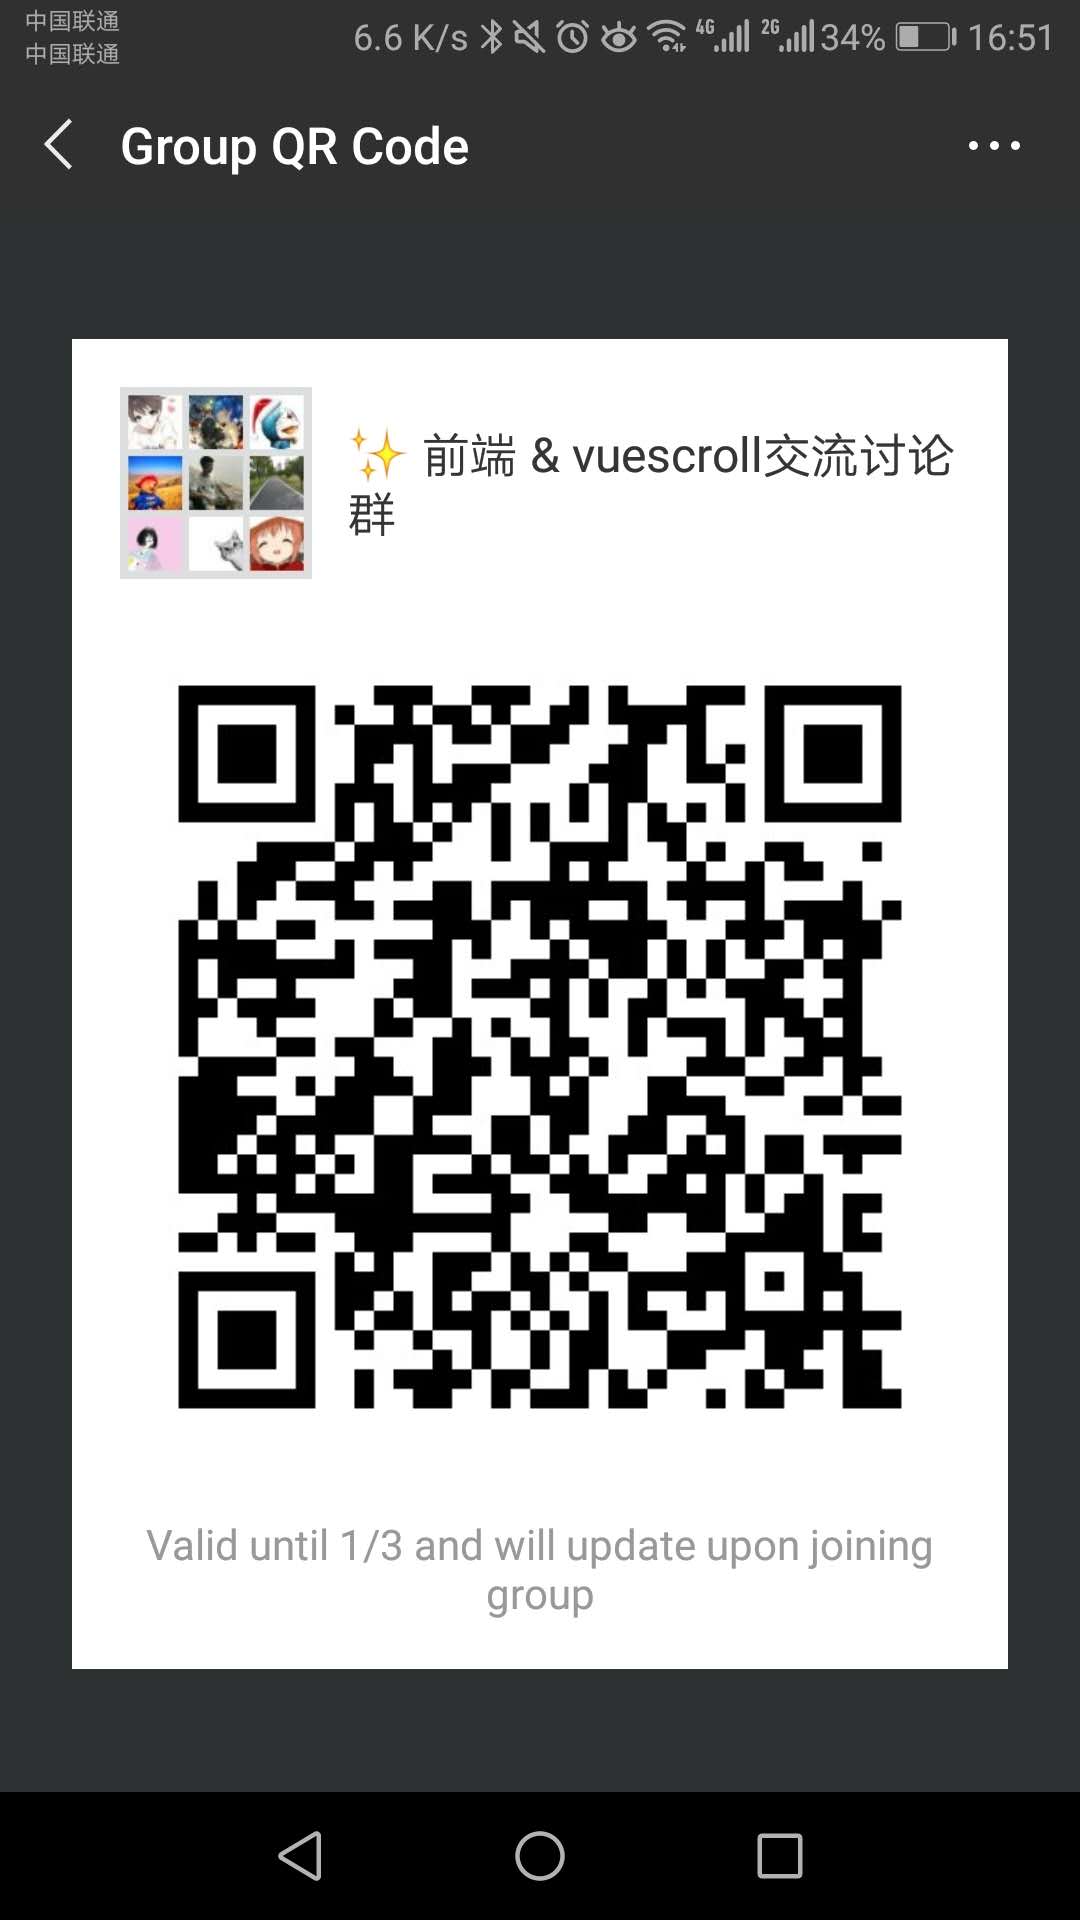 中国联通
中国联通
6.6 K/s 4G 2G 34% 16:51
Group QR Code
✨ 前端 & vuescroll交流讨论
群
Valid until 1/3 and will update upon joining
group